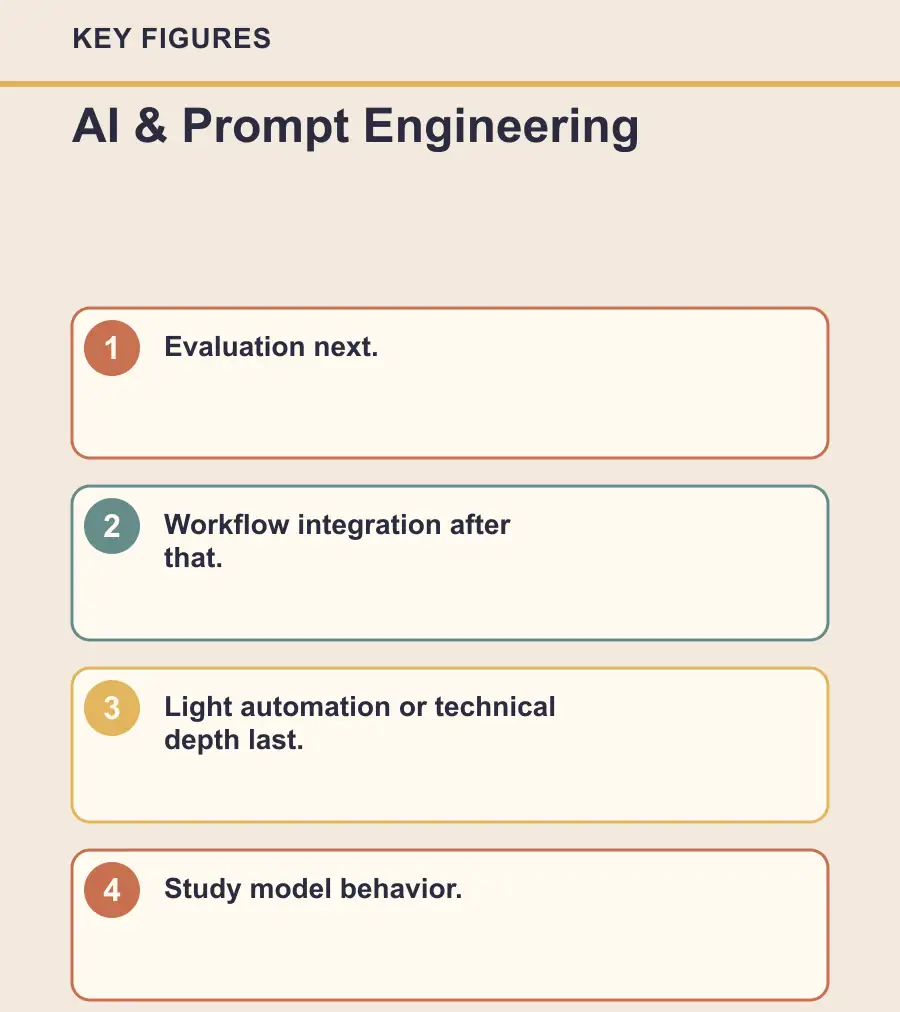 KEY FIGURES
AI & Prompt Engineering
1
Evaluation next.
2
Workflow integration after
that.
3
Light automation or technical
depth last.
4
Study model behavior.